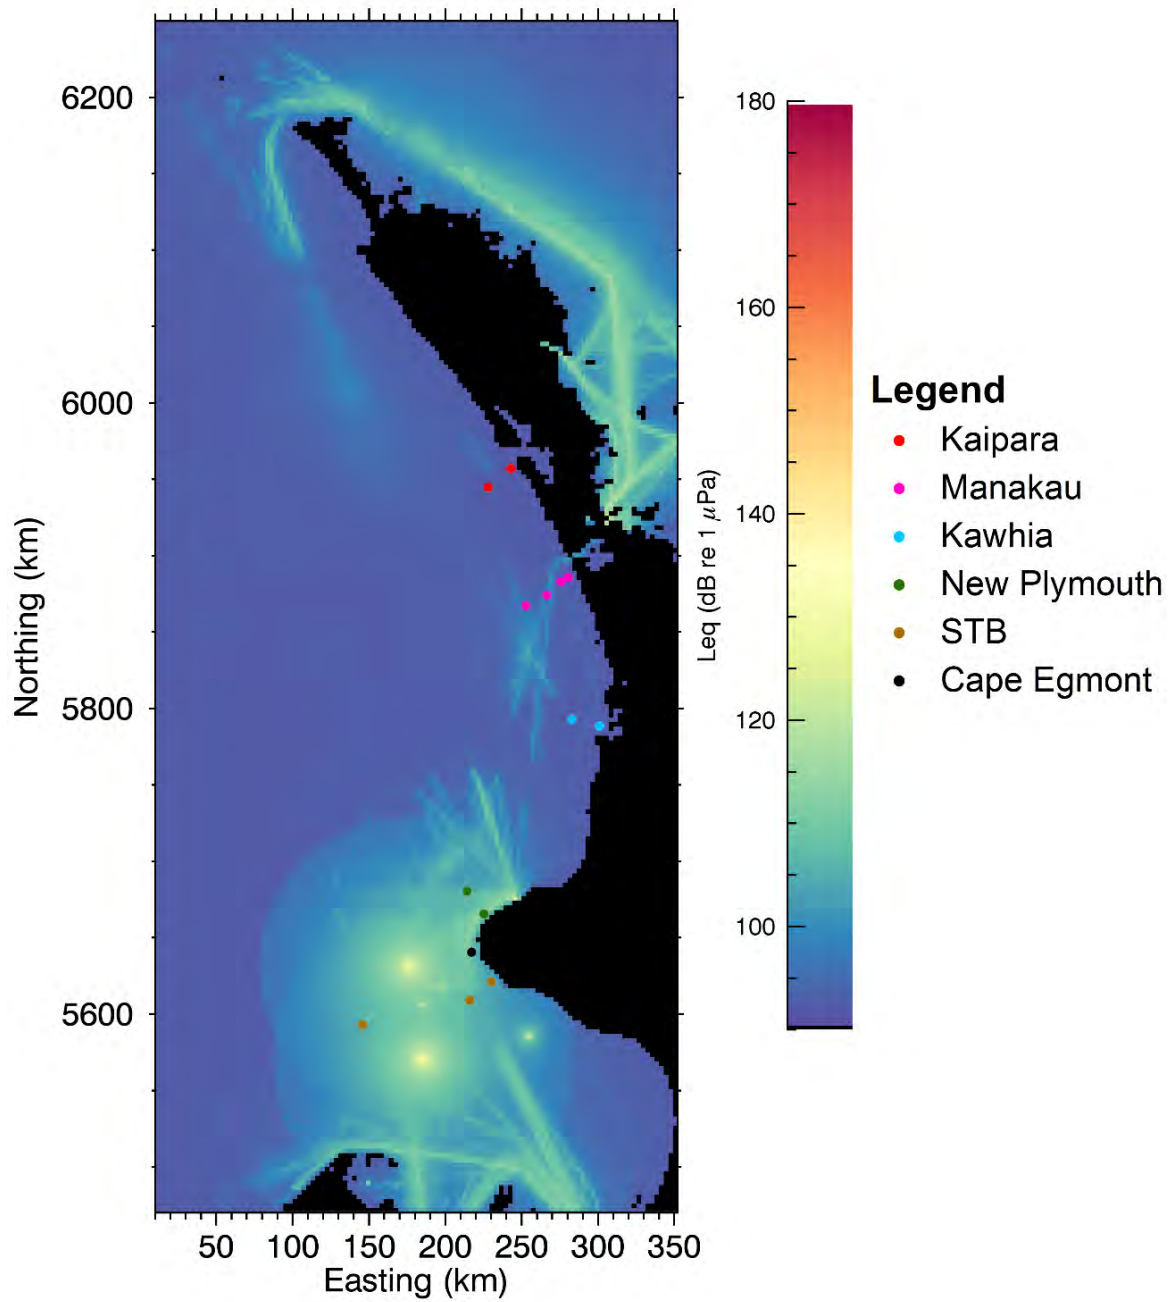 6200
6000
5800
5600
Northing (km)
50 100 150 200 250 300 350
Easting (km)
180
160
140
120
100
Leq (dB re 1 µPa)
Legend
Kaipara
Manakau
Kawhia
New Plymouth
STB
Cape Egmont